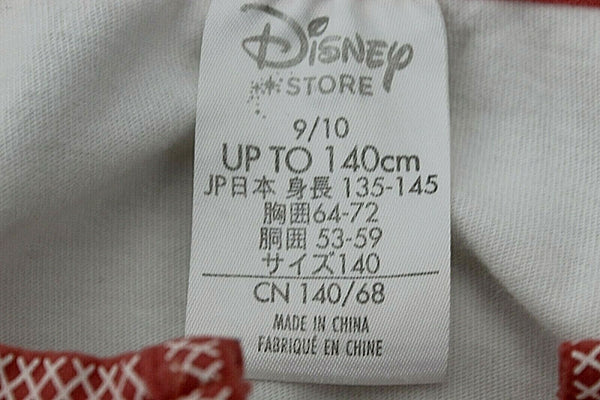 Disney
STORE
9/10
UP TO 140cm
JP日本 身長 135-145
胸囲64-72
胴囲 53-59
サイズ140
CN 140/68
MADE IN CHINA
FABRIQUÉ EN CHINE